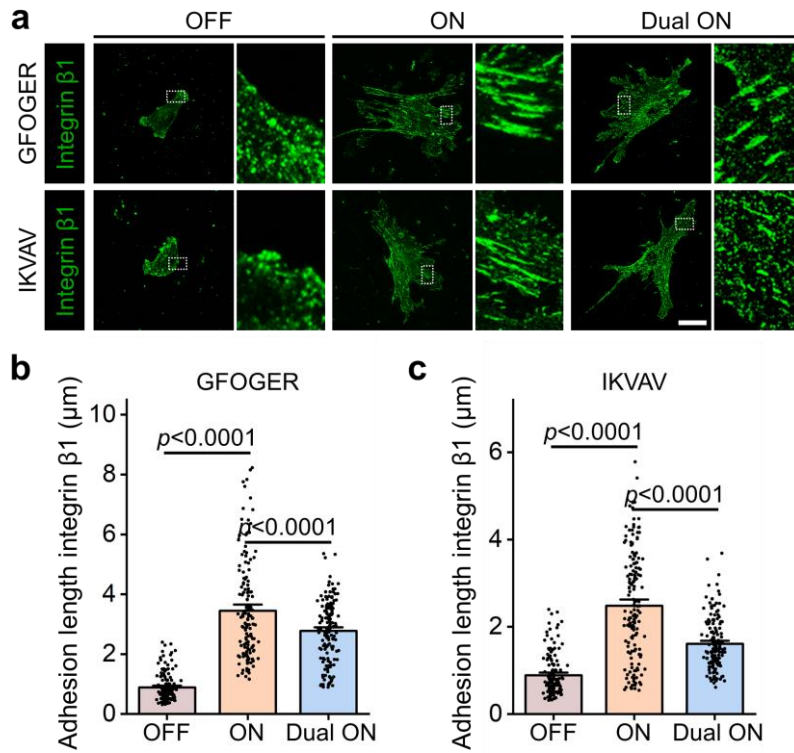 a
OFF
ON
Dual ON
GFOGER
Integrin β1
IKVAV
Integrin β1
b
GFOGER
Adhesion length integrin β1 (μm)
10
8
6
4
2
0
p<0.0001
p<0.0001
OFF
ON
Dual ON
c
IKVAV
Adhesion length integrin β1 (μm)
6
4
2
0
p<0.0001
p<0.0001
OFF
ON
Dual ON